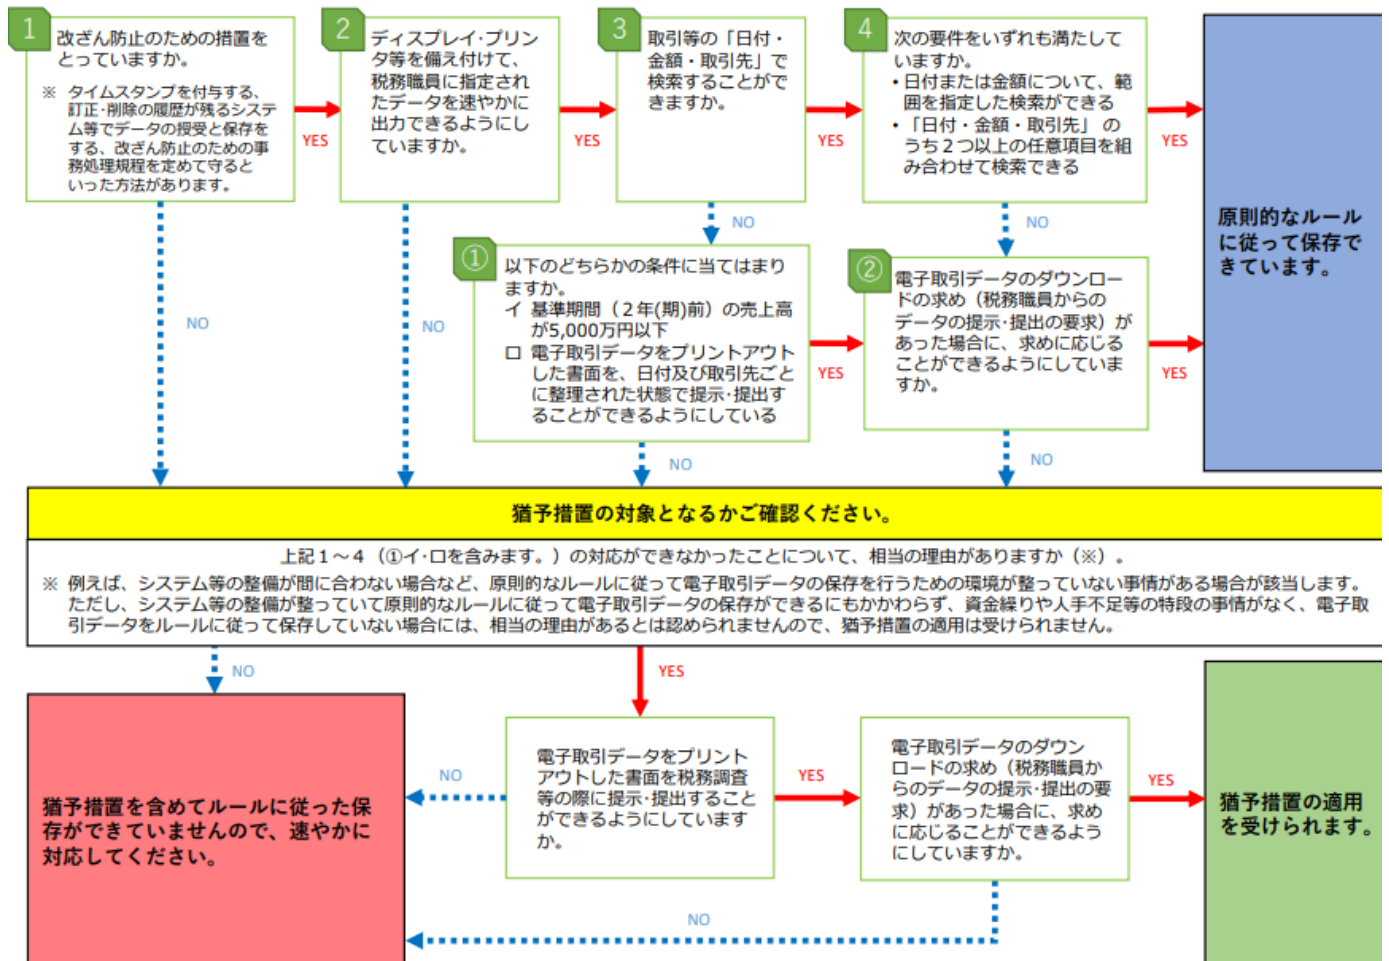 1
改ざん防止のための措置を
とっていますか。
※ タイムスタンプを付与する、
訂正・削除の履歴が残るシステ
ム等でデータの授受と保存を
する、改ざん防止のための事
務処理規程を定めて守ると
いった方法があります。
YES
NO
2
ディスプレイ・プリン
タ等を備え付けて、
税務職員に指定され
たデータを速やかに
出力できるようにし
ていますか。
YES
NO
3
取引等の「日付・
金額・取引先」で
検索することがで
きますか。
YES
NO
4
次の要件をいずれも満たして
いますか。
• 日付または金額について、範
囲を指定した検索ができる
• 「日付・金額・取引先」 の
うち２つ以上の任意項目を組
み合わせて検索できる
YES
NO
原則的なルール
に従って保存で
きています。
①
以下のどちらかの条件に当てはまり
ますか。
イ 基準期間（２年(期)前）の売上高
が5,000万円以下
ロ 電子取引データをプリントアウト
した書面を、日付及び取引先ごと
に整理された状態で提示・提出す
ることができるようにしている
YES
NO
②
電子取引データのダウンロー
ドの求め（税務職員からの
データの提示・提出の要求）が
あった場合に、求めに応じる
ことができるようにしていま
すか。
YES
NO
猶予措置の対象となるかご確認ください。
上記１～４（①イ・ロを含みます。）の対応ができなかったことについて、相当の理由がありますか（※）。
※ 例えば、システム等の整備が間に合わない場合など、原則的なルールに従って電子取引データの保存を行うための環境が整っていない事情がある場合が該当します。
ただし、システム等の整備が整っていて原則的なルールに従って電子取引データの保存ができるにもかかわらず、資金繰りや人手不足等の特段の事情がなく、電子取
引データをルールに従って保存していない場合には、相当の理由があるとは認められませんので、猶予措置の適用は受けられません。
NO
YES
猶予措置を含めてルールに従った保
存ができていませんので、速やかに
対応してください。
NO
電子取引データをプリント
アウトした書面を税務調査
等の際に提示・提出すること
ができるようにしています
か。
YES
電子取引データのダウン
ロードの求め（税務職員か
らのデータの提示・提出の要
求）があった場合に、求め
に応じることができるよう
にしていますか。
YES
NO
猶予措置の適用
を受けられます。